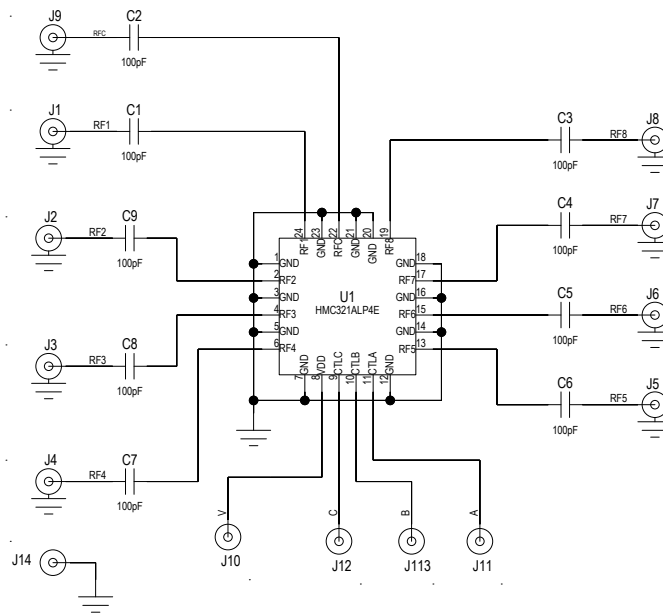 J9
RFC
C2
100pF
J1
RF1
C1
100pF
J2
RF2
C9
100pF
J3
RF3
C8
100pF
J4
RF4
C7
100pF
J14
C3
100pF
RF8
J8
C4
100pF
RF7
J7
C5
100pF
RF6
J6
C6
100pF
RF5
J5
U1
HMC321ALP4E
24
RF1
23
GND
22
RFC
21
GND
20
GND
19
RF8
1
GND
2
RF2
3
GND
4
RF3
5
GND
6
RF4
18
GND
17
RF7
16
GND
15
RF6
14
GND
13
RF5
7
GND
8
VDD
9
CTLC
10
CTLB
11
CTLA
12
GND
V
C
B
A
J10
J12
J113
J11